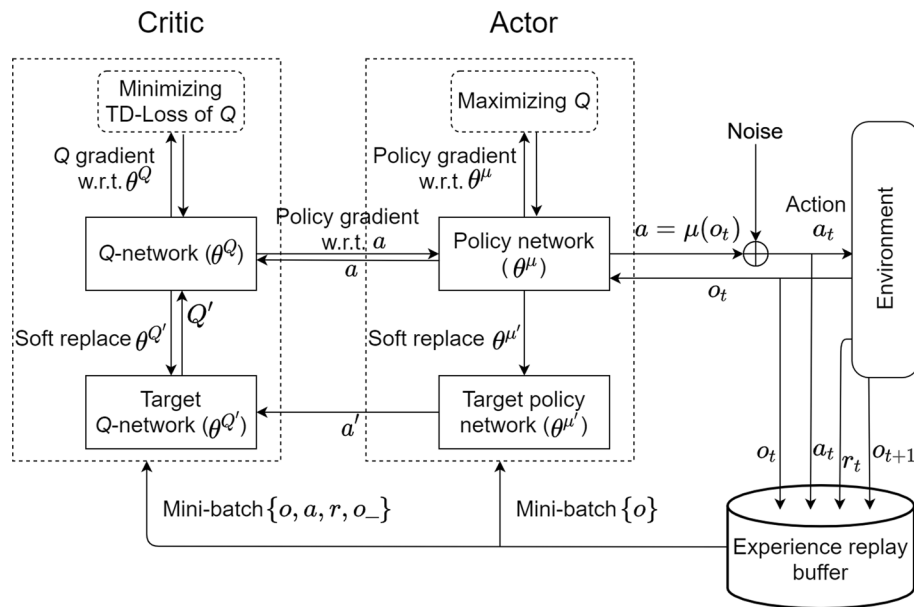 Critic
Actor
Minimizing
TD-Loss of Q
Maximizing Q
Q gradient
w.r.t. θ^Q
Policy gradient
w.r.t. θ^μ
Noise
Environment
Q-network (θ^Q)
Policy gradient
w.r.t. a
a
Policy network
(θ^μ)
a = μ(o_t)
Action
a_t
o_t
Soft replace θ^Q'
Q'
Soft replace θ^μ'
Target
Q-network (θ^Q')
a'
Target policy
network (θ^μ')
o_t
a_t
r_t
o_{t+1}
Mini-batch {o, a, r, o_}
Mini-batch {o}
Experience replay
buffer